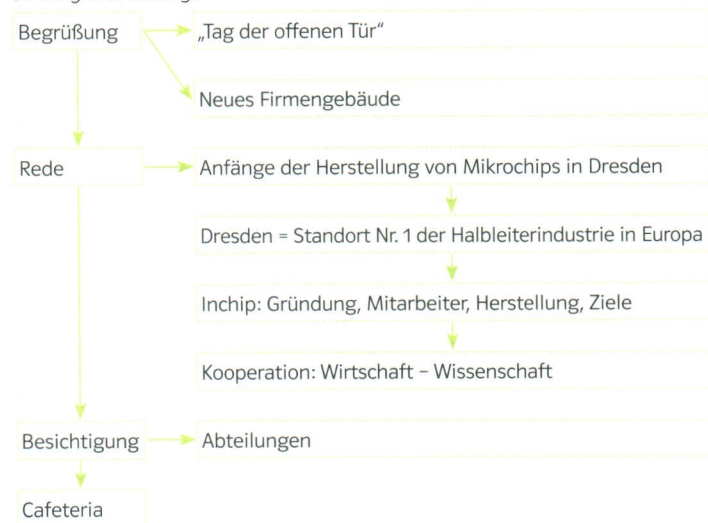 Begrüßung
„Tag der offenen Tür“
Neues Firmengebäude
Rede
Anfänge der Herstellung von Mikrochips in Dresden
Dresden = Standort Nr. 1 der Halbleiterindustrie in Europa
Inchip: Gründung, Mitarbeiter, Herstellung, Ziele
Kooperation: Wirtschaft – Wissenschaft
Besichtigung
Abteilungen
Cafeteria